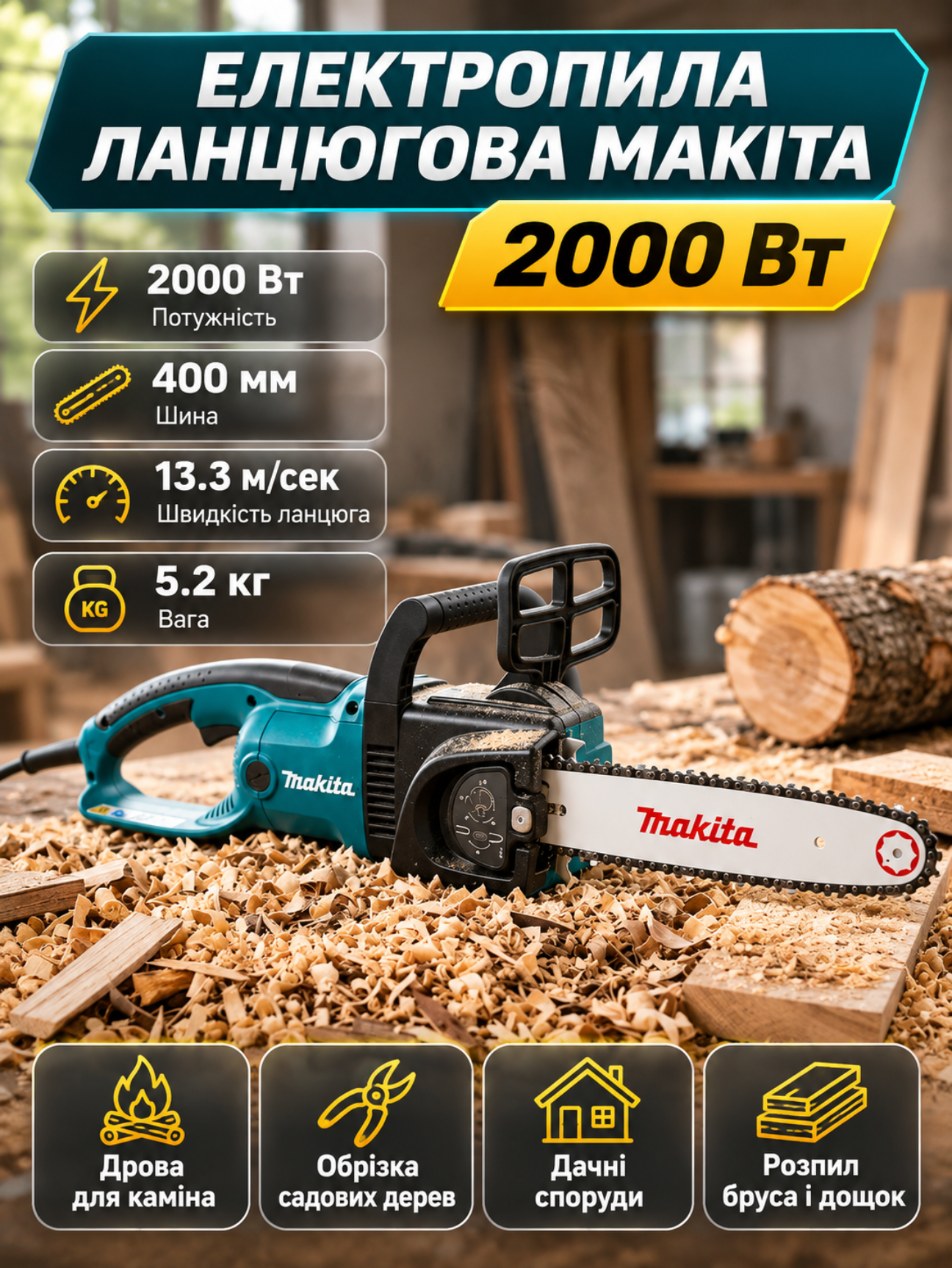 ЕЛЕКТРОПИЛА
ЛАНЦЮГОВА МАКІТА
2000 Вт
2000 Вт
Потужність
400 мм
Шина
13.3 м/сек
Швидкість ланцюга
5.2 кг
Вага
KG
makita
makita
Дрова
для каміна
Обрізка
садових дерев
Дачні
споруди
Розпил
бруса і дощок